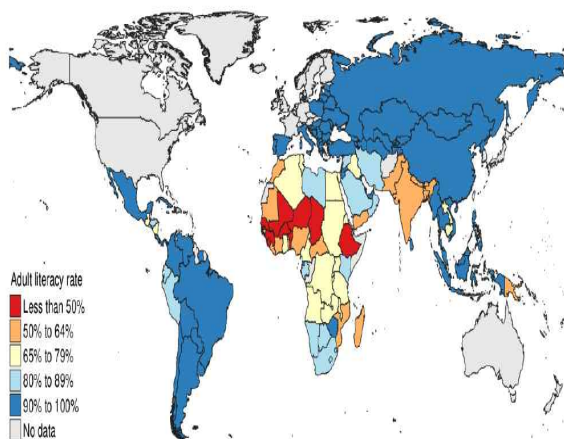 Adult literacy rate
Less than 50%
50% to 64%
65% to 79%
80% to 89%
90% to 100%
No data